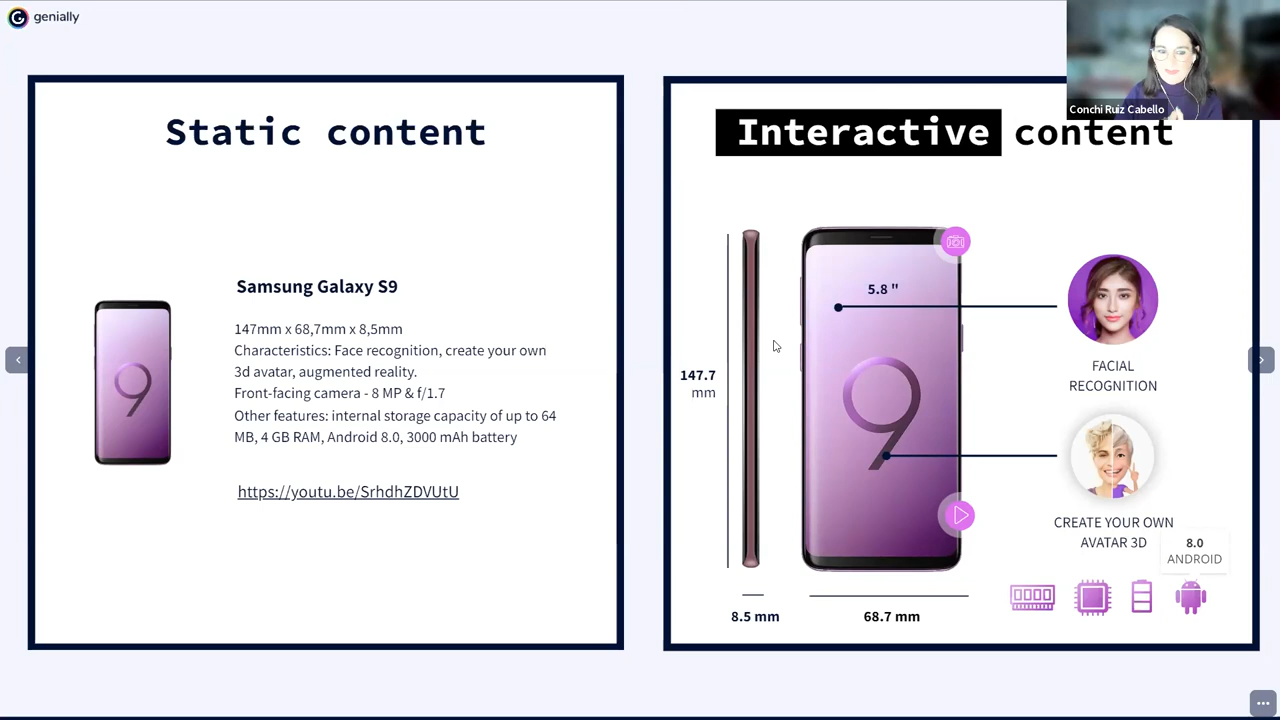 genially
Conchi Ruiz Cabello
Static content
Samsung Galaxy S9
147mm x 68,7mm x 8,5mm
Characteristics: Face recognition, create your own
3d avatar, augmented reality.
Front-facing camera - 8 MP & f/1.7
Other features: internal storage capacity of up to 64
MB, 4 GB RAM, Android 8.0, 3000 mAh battery
https://youtu.be/SrhdhZDVUtU
9
Interactive content
5.8 "
147.7
mm
9
FACIAL
RECOGNITION
CREATE YOUR OWN
AVATAR 3D
8.0
ANDROID
8.5 mm
68.7 mm